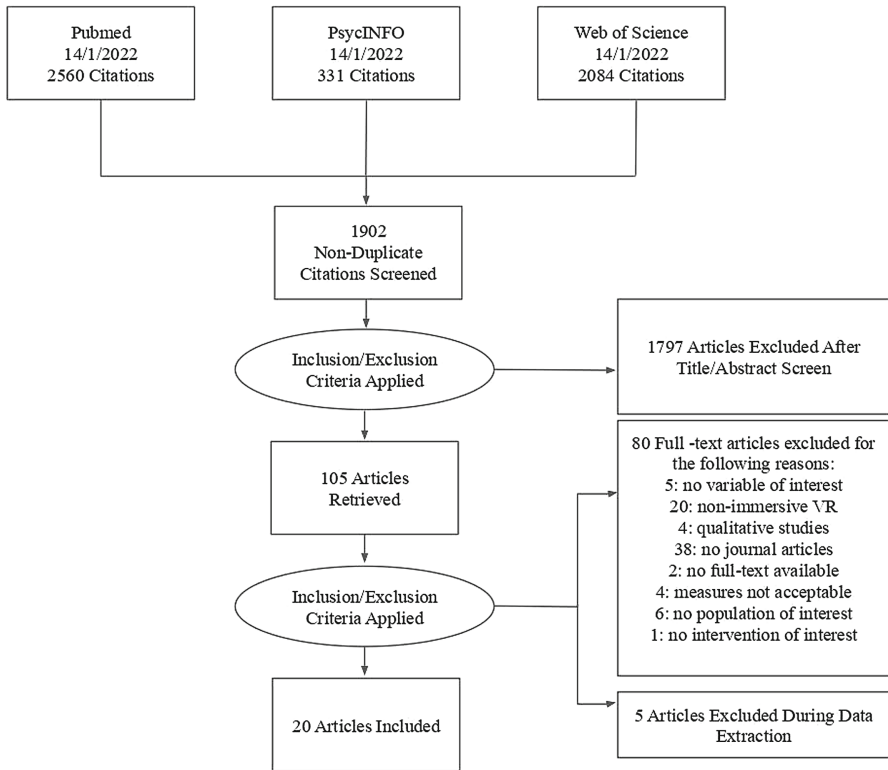 Pubmed
14/1/2022
2560 Citations
PsycINFO
14/1/2022
331 Citations
Web of Science
14/1/2022
2084 Citations
1902
Non-Duplicate
Citations Screened
Inclusion/Exclusion
Criteria Applied
1797 Articles Excluded After
Title/Abstract Screen
105 Articles
Retrieved
80 Full -text articles excluded for
the following reasons:
5: no variable of interest
20: non-immersive VR
4: qualitative studies
38: no journal articles
2: no full-text available
4: measures not acceptable
6: no population of interest
1: no intervention of interest
Inclusion/Exclusion
Criteria Applied
20 Articles Included
5 Articles Excluded During Data
Extraction